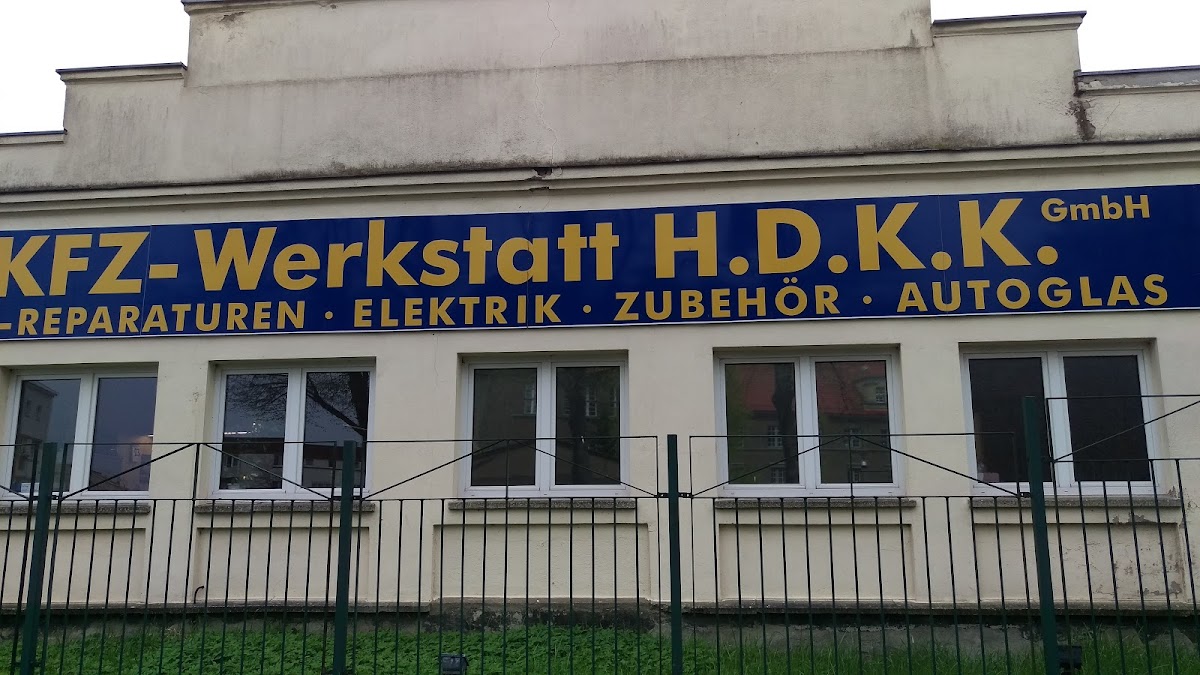 KFZ-Werkstatt H.D.K.K. GmbH
-REPARATUREN · ELEKTRIK · ZUBEHÖR · AUTOGLAS